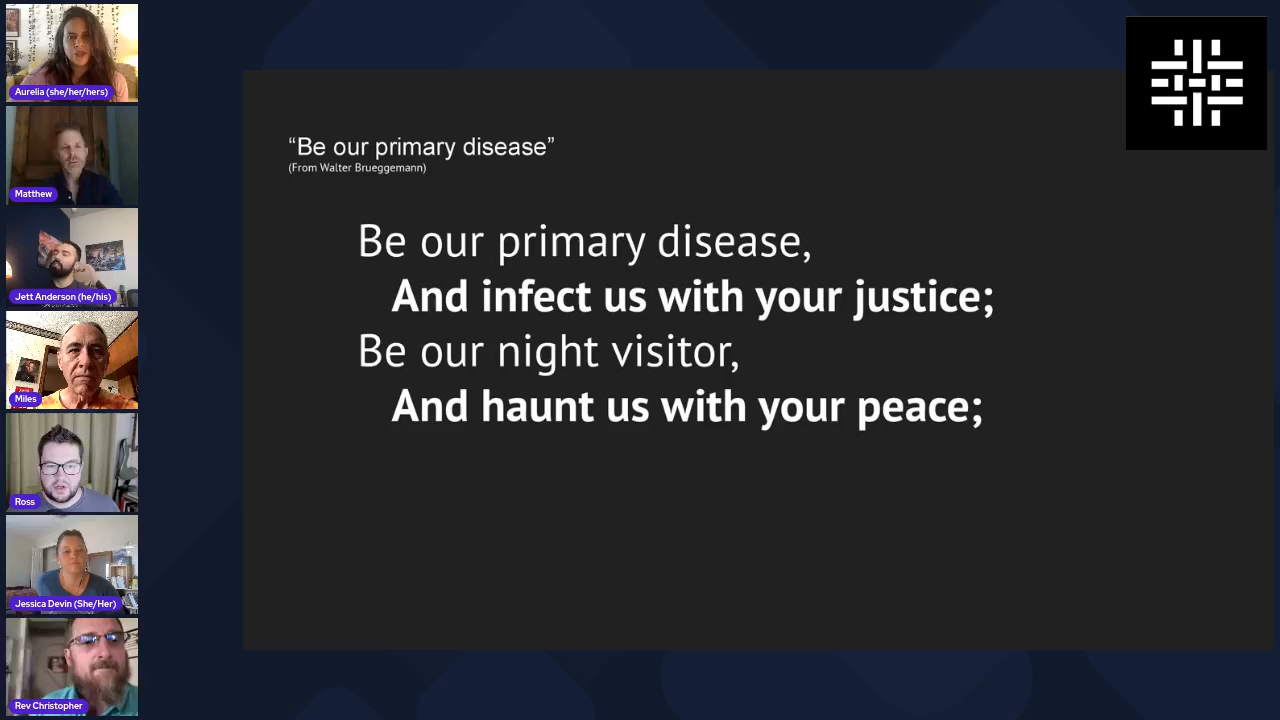 Aurelia (she/her/hers)
Matthew
Jett Anderson (he/his)
Miles
Ross
Jessica Devin (She/Her)
Rev Christopher
“Be our primary disease”
(From Walter Brueggemann)
Be our primary disease,
And infect us with your justice;
Be our night visitor,
And haunt us with your peace;